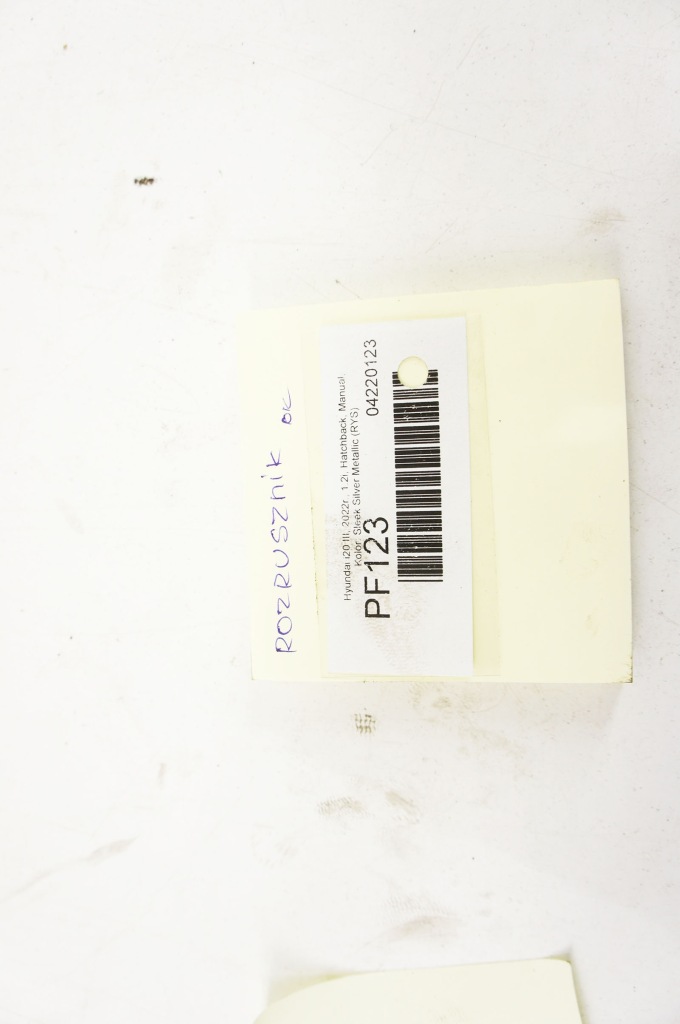 ROZRUSZniK OK
Hyundai i20 III, 2022r., 1.2i, Hatchback, Manual,
Kolor: Sleek Silver Metallic (RYS)
PF123
04220123